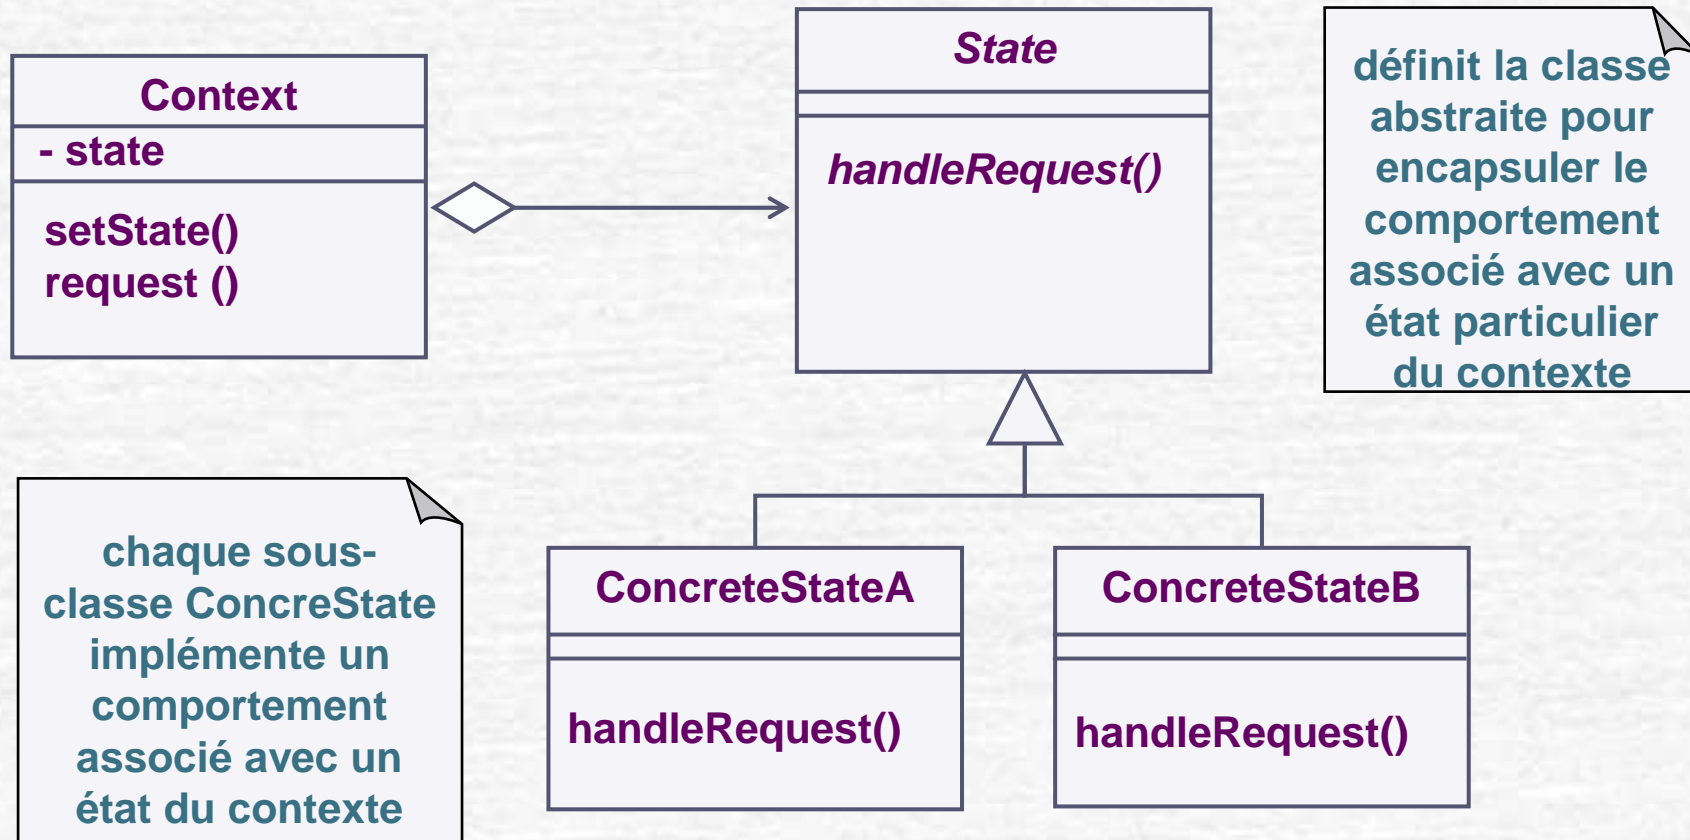 Context
- state
setState()
request ()
State
handleRequest()
définit la classe
abstraite pour
encapsuler le
comportement
associé avec un
état particulier
du contexte
chaque sous-
classe ConcreState
implémente un
comportement
associé avec un
état du contexte
ConcreteStateA
handleRequest()
ConcreteStateB
handleRequest()